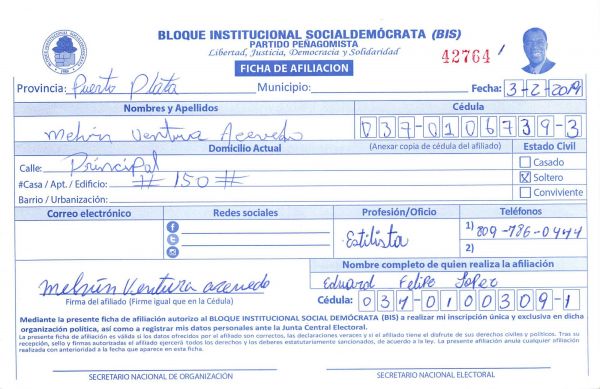 BLOQUE INSTITUCIONAL SOCIALDEMÓCRATA (BIS)
PARTIDO PEÑAGOMISTA
Libertad, Justicia, Democracia y Solidaridad
42764
FICHA DE AFILIACION
Provincia: Puerto Plata Municipio: Fecha: 3-2-2019
Nombres y Apellidos Cédula
Melvin Ventura Acevedo 037-0106739-3
Domicilio Actual (Anexar copia de cédula del afiliado) Estado Civil
Calle: Principal Casado
#Casa / Apt. / Edificio: # 150 # Soltero
Barrio / Urbanización: Conviviente
Correo electrónico Redes sociales Profesión/Oficio Teléfonos
Estilista 1) 809-786-0444
2)
Nombre completo de quien realiza la afiliación
Melvin Ventura acevedo Eduard Felipe Lopez
Firma del afiliado (Firme igual que en la Cédula) Cédula: 037-0100309-1
Mediante la presente ficha de afiliación autorizo al BLOQUE INSTITUCIONAL SOCIAL DEMÓCRATA (BIS) a realizar mi inscripción única y exclusiva en dicha
organización política, así como a registrar mis datos personales ante la Junta Central Electoral.
La presente ficha de afiliación es válida si los datos ofrecidos por el afiliado son correctos, las declaraciones veraces y si el afiliado tiene el disfrute de sus derechos civiles y políticos. Tras su
recepción, sello y firmas autorizadas el afiliado ejercerá todos los derechos y los deberes estatutariamente sancionados, de acuerdo a la ley. La presente afiliación anula cualquier afiliación
realizada con anterioridad a la fecha que aparece en esta ficha.
SECRETARIO NACIONAL DE ORGANIZACIÓN SECRETARIO NACIONAL ELECTORAL